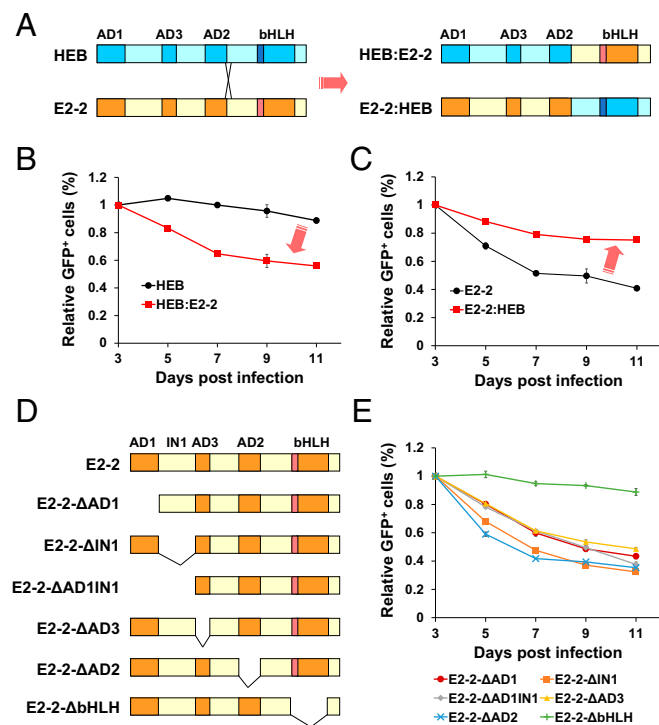 A
AD1 AD3 AD2 bHLH
HEB
E2-2
AD1 AD3 AD2 bHLH
HEB:E2-2
E2-2:HEB
B
Relative GFP+ cells (%)
1.2
1
0.8
0.6
0.4
0.2
0
HEB
HEB:E2-2
3 5 7 9 11
Days post infection
C
Relative GFP+ cells (%)
1.2
1
0.8
0.6
0.4
0.2
0
E2-2
E2-2:HEB
3 5 7 9 11
Days post infection
D
AD1 IN1 AD3 AD2 bHLH
E2-2
E2-2-ΔAD1
E2-2-ΔIN1
E2-2-ΔAD1IN1
E2-2-ΔAD3
E2-2-ΔAD2
E2-2-ΔbHLH
E
Relative GFP+ cells (%)
1.2
1
0.8
0.6
0.4
0.2
0
3 5 7 9 11
Days post infection
E2-2-ΔAD1 E2-2-ΔIN1
E2-2-ΔAD1IN1 E2-2-ΔAD3
E2-2-ΔAD2 E2-2-ΔbHLH